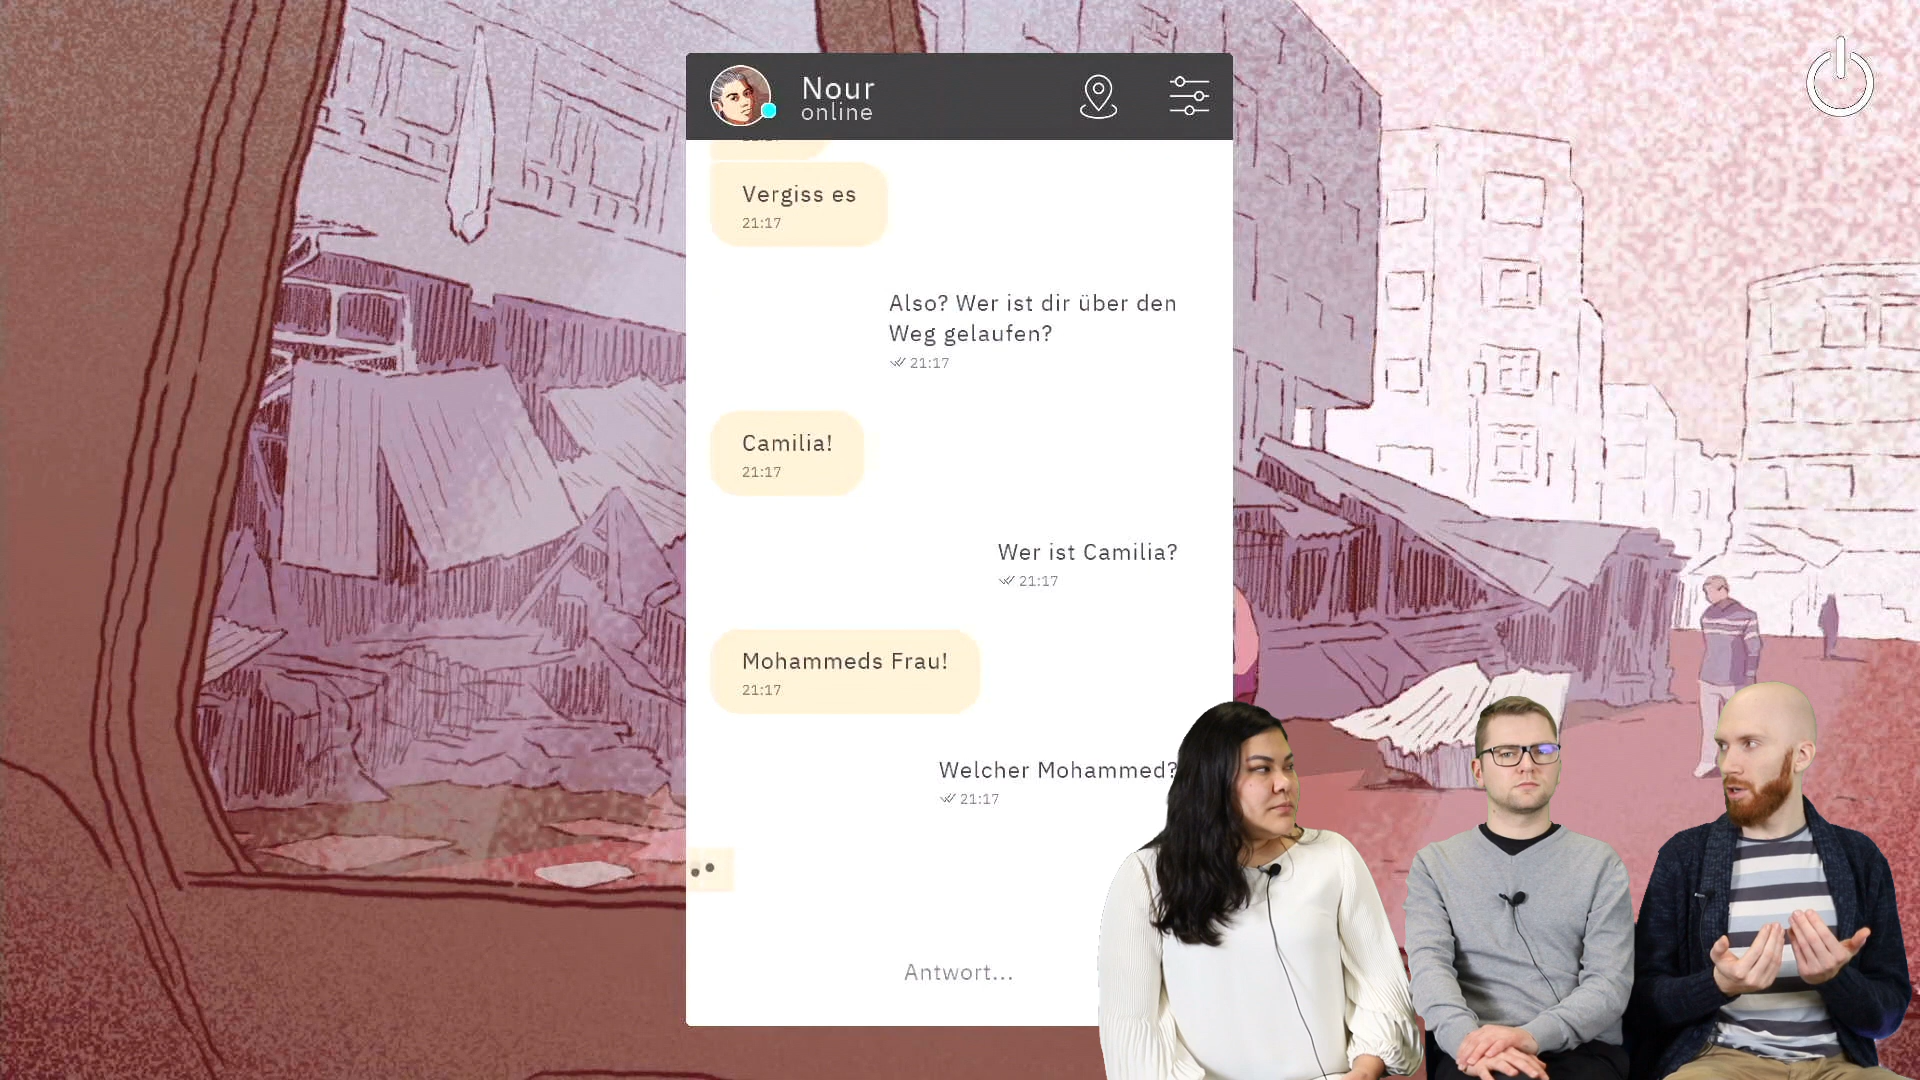 Nour
online
Vergiss es
21:17
Also? Wer ist dir über den
Weg gelaufen?
21:17
Camilia!
21:17
Wer ist Camilia?
21:17
Mohammeds Frau!
21:17
Welcher Mohammed?
21:17
Antwort...